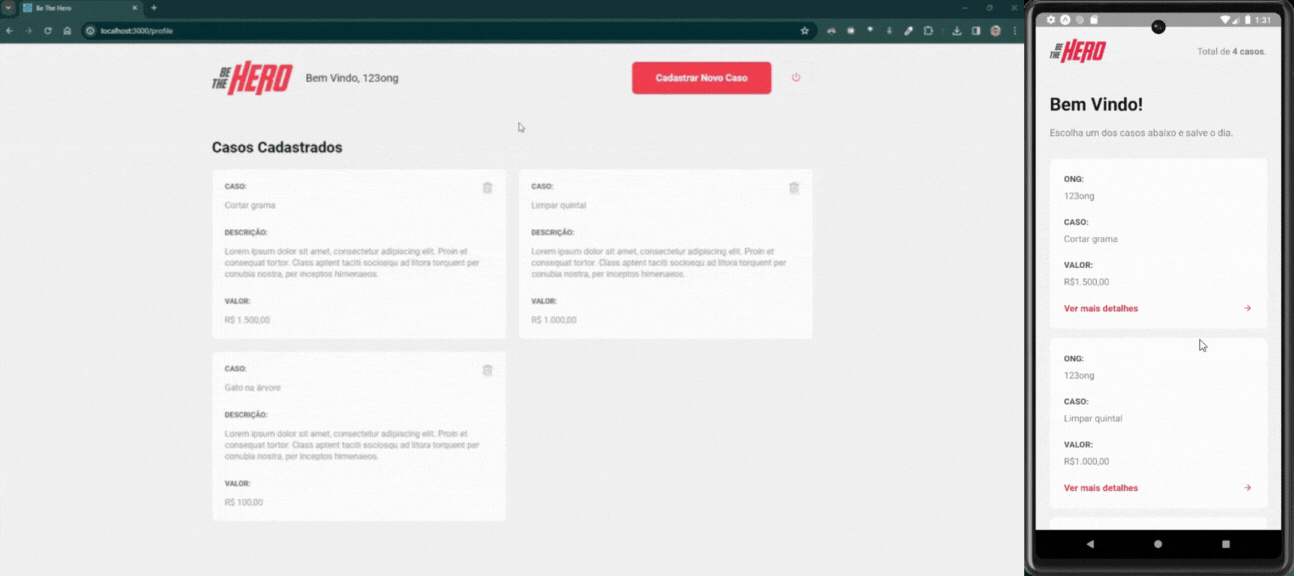 Be The Hero
localhost:3000/profile
BE THE HERO
Bem Vindo, 123ong
Cadastrar Novo Caso
Casos Cadastrados
CASO:
Cortar grama
DESCRIÇÃO:
Lorem ipsum dolor sit amet, consectetur adipiscing elit. Proin et
consequat tortor. Class aptent taciti sociosqu ad litora torquent per
conubia nostra, per inceptos himenaeos.
VALOR:
R$ 1.500,00
CASO:
Limpar quintal
DESCRIÇÃO:
Lorem ipsum dolor sit amet, consectetur adipiscing elit. Proin et
consequat tortor. Class aptent taciti sociosqu ad litora torquent per
conubia nostra, per inceptos himenaeos.
VALOR:
R$ 1.000,00
CASO:
Gato na árvore
DESCRIÇÃO:
Lorem ipsum dolor sit amet, consectetur adipiscing elit. Proin et
consequat tortor. Class aptent taciti sociosqu ad litora torquent per
conubia nostra, per inceptos himenaeos.
VALOR:
R$ 100,00
1:31
BE THE HERO
Total de 4 casos.
Bem Vindo!
Escolha um dos casos abaixo e salve o dia.
ONG:
123ong
CASO:
Cortar grama
VALOR:
R$1.500,00
Ver mais detalhes
ONG:
123ong
CASO:
Limpar quintal
VALOR:
R$1.000,00
Ver mais detalhes